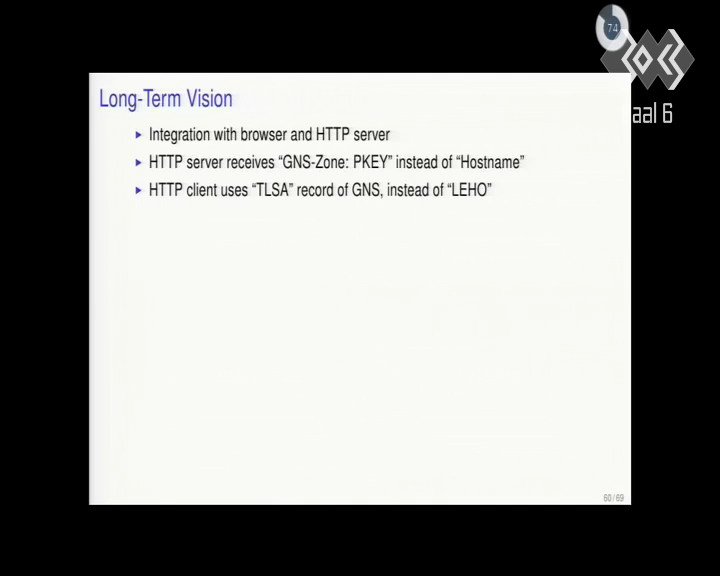 74
aal 6
Long-Term Vision
Integration with browser and HTTP server
HTTP server receives “GNS-Zone: PKEY” instead of “Hostname”
HTTP client uses “TLSA” record of GNS, instead of “LEHO”
60/69